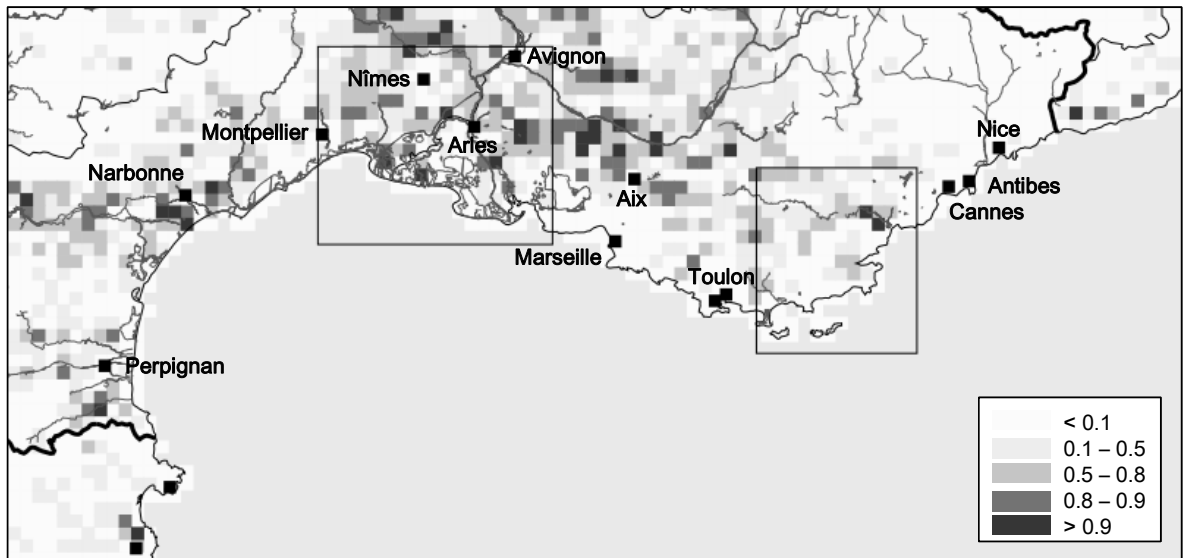 Avignon
Nîmes
Montpellier
Arles
Nice
Narbonne
Aix
Antibes
Cannes
Marseille
Toulon
Perpignan
< 0.1
0.1 – 0.5
0.5 – 0.8
0.8 – 0.9
> 0.9